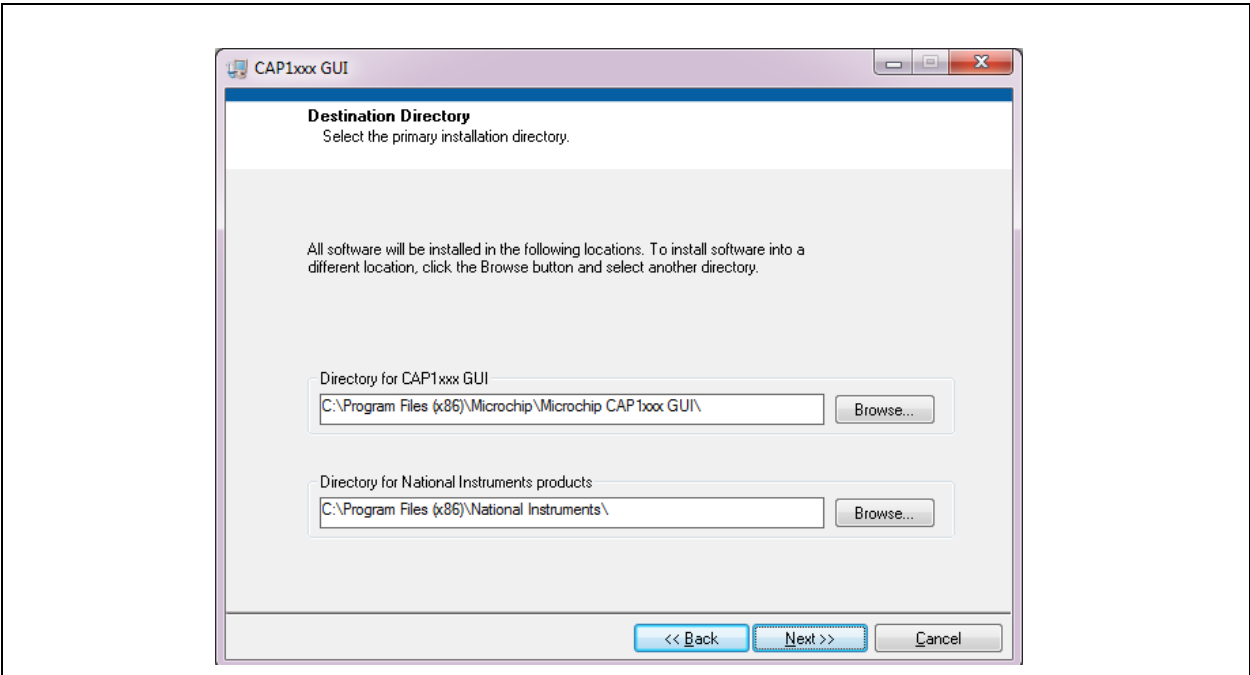 CAP1xxx GUI
Destination Directory
Select the primary installation directory.
All software will be installed in the following locations. To install software into a
different location, click the Browse button and select another directory.
Directory for CAP1xxx GUI
C:\Program Files (x86)\Microchip\Microchip CAP1xxx GUI\
Browse...
Directory for National Instruments products
C:\Program Files (x86)\National Instruments\
Browse...
<< Back
Next >>
Cancel